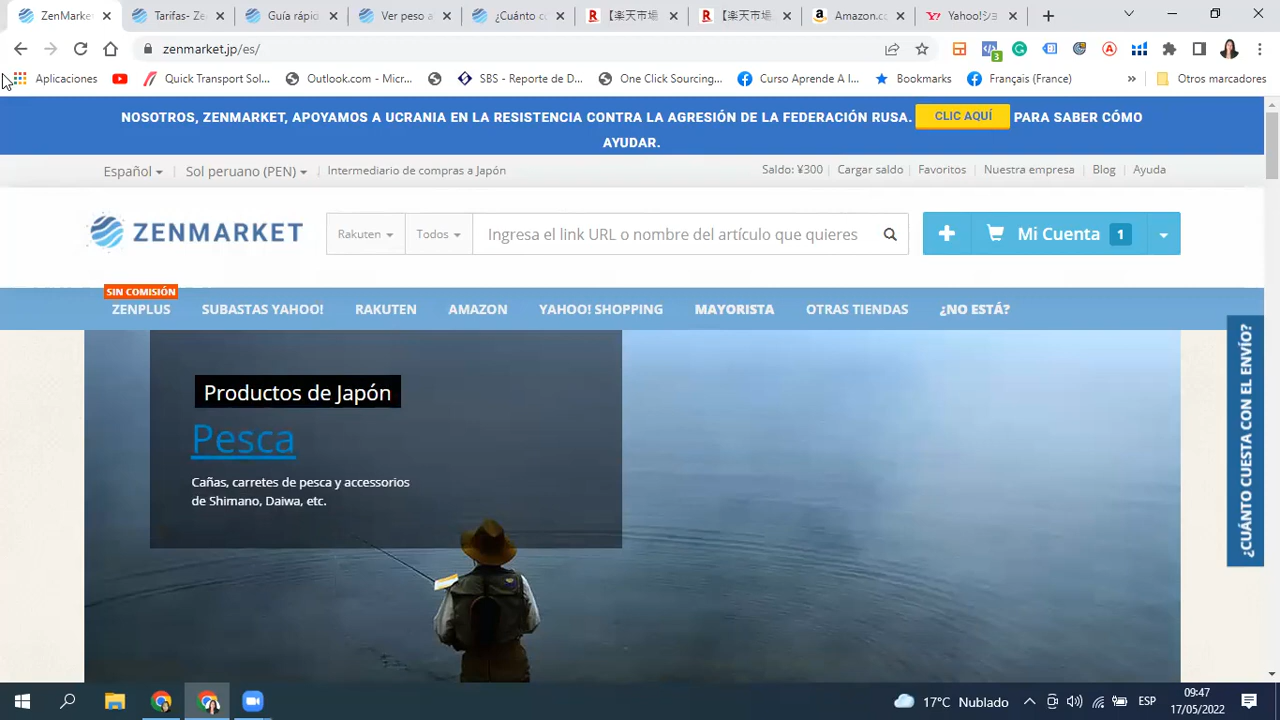 ZenMarke
Tarifas- Ze
Guía rápid
Ver peso a
¿Cuánto cu
【楽天市場
【楽天市場
Amazon.co
Yahoo!ショ
zenmarket.jp/es/
3
Aplicaciones
Quick Transport Sol...
Outlook.com - Micr...
SBS - Reporte de D...
One Click Sourcing...
Curso Aprende A I...
Bookmarks
Français (France)
»
Otros marcadores
NOSOTROS, ZENMARKET, APOYAMOS A UCRANIA EN LA RESISTENCIA CONTRA LA AGRESIÓN DE LA FEDERACIÓN RUSA. CLIC AQUÍ PARA SABER CÓMO
AYUDAR.
Español
Sol peruano (PEN)
Intermediario de compras a Japón
Saldo: ¥300
Cargar saldo
Favoritos
Nuestra empresa
Blog
Ayuda
ZENMARKET
Rakuten
Todos
Ingresa el link URL o nombre del artículo que quieres
Mi Cuenta 1
SIN COMISIÓN
ZENPLUS
SUBASTAS YAHOO!
RAKUTEN
AMAZON
YAHOO! SHOPPING
MAYORISTA
OTRAS TIENDAS
¿NO ESTÁ?
¿CUÁNTO CUESTA CON EL ENVÍO?
Productos de Japón
Pesca
Cañas, carretes de pesca y accesorios
de Shimano, Daiwa, etc.
17°C Nublado
ESP
09:47
17/05/2022